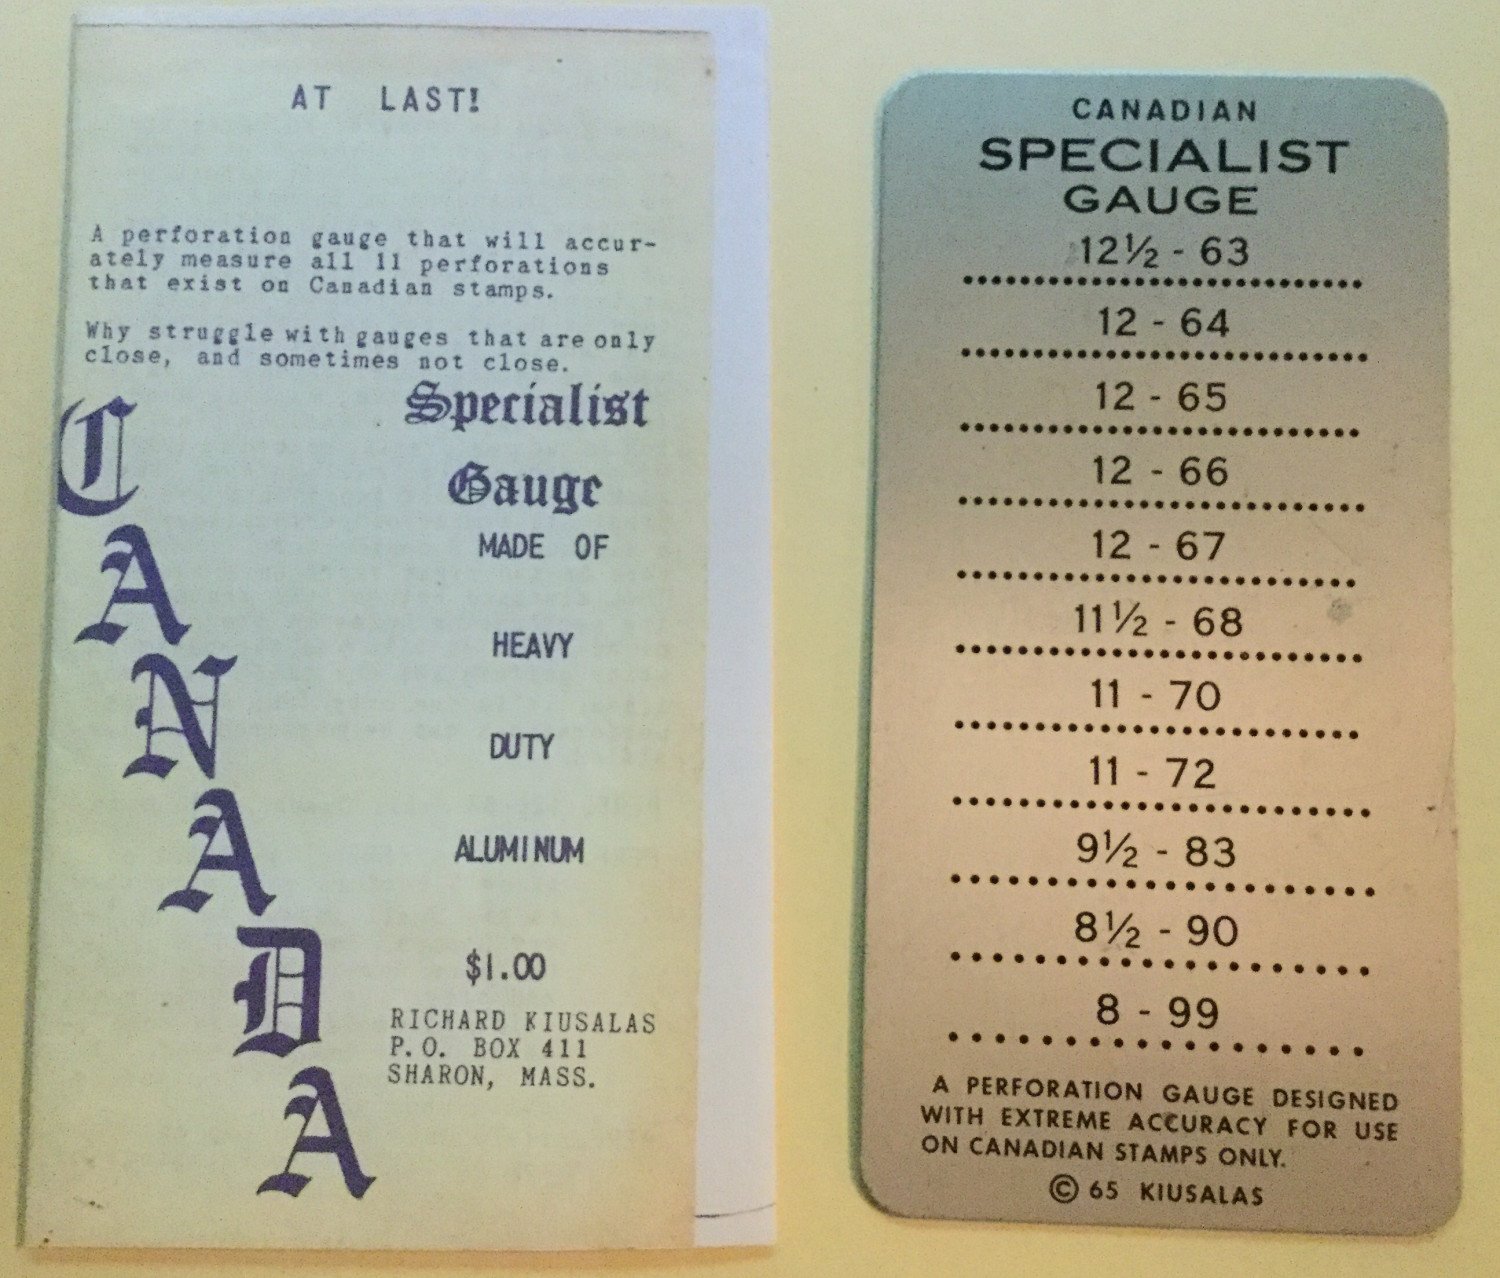 AT LAST!
A perforation gauge that will accur-
ately measure all 11 perforations
that exist on Canadian stamps.
Why struggle with gauges that are only
close, and sometimes not close.
CANADA
Specialist
Gauge
MADE OF
HEAVY
DUTY
ALUMINUM
$1.00
RICHARD KIUSALAS
P.O. BOX 411
SHARON, MASS.
CANADIAN
SPECIALIST
GAUGE
12½ - 63
12 - 64
12 - 65
12 - 66
12 - 67
11½ - 68
11 - 70
11 - 72
9½ - 83
8½ - 90
8 - 99
A PERFORATION GAUGE DESIGNED
WITH EXTREME ACCURACY FOR USE
ON CANADIAN STAMPS ONLY.
© 65 KIUSALAS